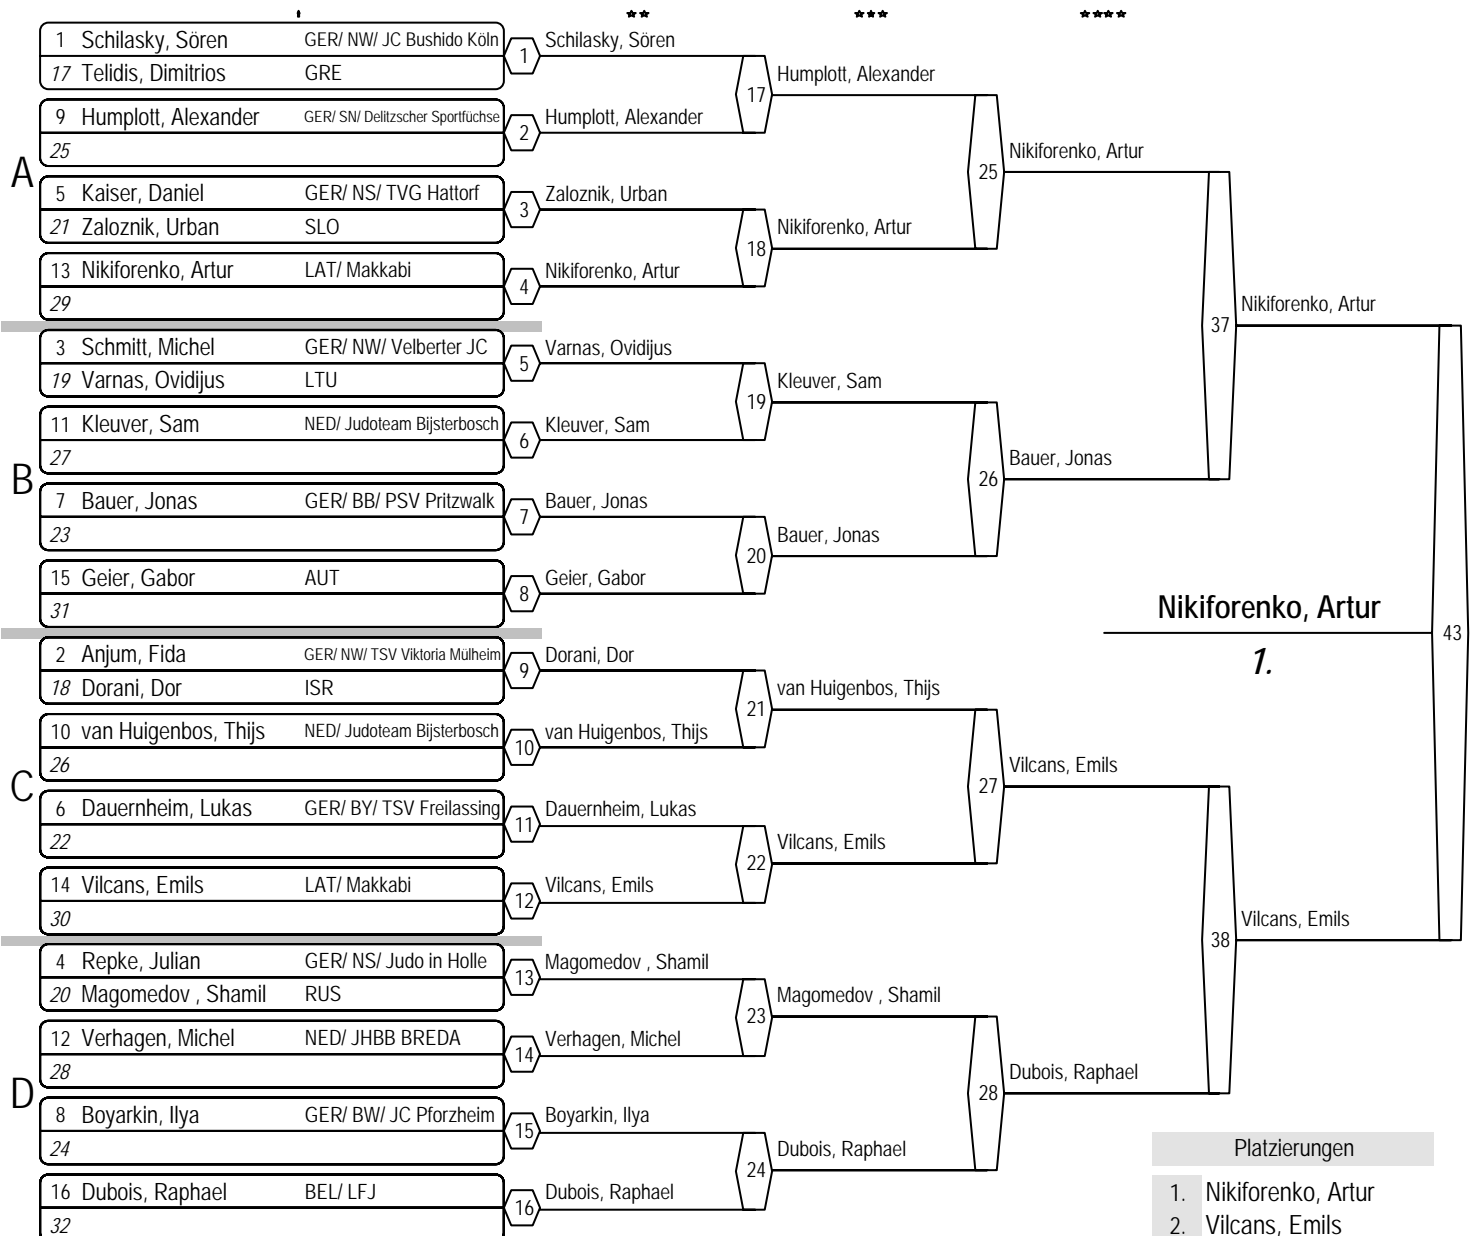 * ** *** ****
A
1 Schilasky, Sören GER/ NW/ JC Bushido Köln
17 Telidis, Dimitrios GRE
9 Humplott, Alexander GER/ SN/ Delitzscher Sportfüchse
25
5 Kaiser, Daniel GER/ NS/ TVG Hattorf
21 Zaloznik, Urban SLO
13 Nikiforenko, Artur LAT/ Makkabi
29
B
3 Schmitt, Michel GER/ NW/ Velberter JC
19 Varnas, Ovidijus LTU
11 Kleuver, Sam NED/ Judoteam Bijsterbosch
27
7 Bauer, Jonas GER/ BB/ PSV Pritzwalk
23
15 Geier, Gabor AUT
31
C
2 Anjum, Fida GER/ NW/ TSV Viktoria Mülheim
18 Dorani, Dor ISR
10 van Huigenbos, Thijs NED/ Judoteam Bijsterbosch
26
6 Dauernheim, Lukas GER/ BY/ TSV Freilassing
22
14 Vilcans, Emils LAT/ Makkabi
30
D
4 Repke, Julian GER/ NS/ Judo in Holle
20 Magomedov , Shamil RUS
12 Verhagen, Michel NED/ JHBB BREDA
28
8 Boyarkin, Ilya GER/ BW/ JC Pforzheim
24
16 Dubois, Raphael BEL/ LFJ
32
1 Schilasky, Sören
2 Humplott, Alexander
3 Zaloznik, Urban
4 Nikiforenko, Artur
5 Varnas, Ovidijus
6 Kleuver, Sam
7 Bauer, Jonas
8 Geier, Gabor
9 Dorani, Dor
10 van Huigenbos, Thijs
11 Dauernheim, Lukas
12 Vilcans, Emils
13 Magomedov , Shamil
14 Verhagen, Michel
15 Boyarkin, Ilya
16 Dubois, Raphael
17 Humplott, Alexander
18 Nikiforenko, Artur
19 Kleuver, Sam
20 Bauer, Jonas
21 van Huigenbos, Thijs
22 Vilcans, Emils
23 Magomedov , Shamil
24 Dubois, Raphael
25 Nikiforenko, Artur
26 Bauer, Jonas
27 Vilcans, Emils
28 Dubois, Raphael
37 Nikiforenko, Artur
38 Vilcans, Emils
43
Nikiforenko, Artur
1.
Platzierungen
1. Nikiforenko, Artur
2. Vilcans, Emils